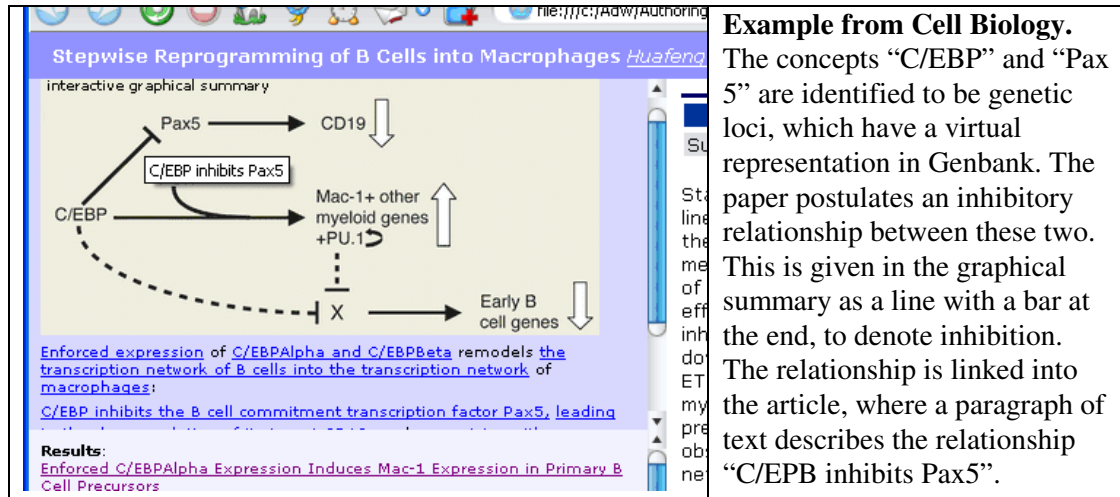 file:///c:/Adw/Authoring
Stepwise Reprogramming of B Cells into Macrophages Huafeng
interactive graphical summary
Pax5
CD19
C/EBP inhibits Pax5
C/EBP
Mac-1+ other
myeloid genes
+PU.1
X
Early B
cell genes
Enforced expression of C/EBPAlpha and C/EBPBeta remodels the
transcription network of B cells into the transcription network of
macrophages:
C/EBP inhibits the B cell commitment transcription factor Pax5, leading
Results:
Enforced C/EBPAlpha Expression Induces Mac-1 Expression in Primary B
Cell Precursors
Su
Sta
line
the
me
of
eff
inh
do
ET
my
pre
obs
net
Example from Cell Biology.
The concepts “C/EBP” and “Pax
5” are identified to be genetic
loci, which have a virtual
representation in Genbank. The
paper postulates an inhibitory
relationship between these two.
This is given in the graphical
summary as a line with a bar at
the end, to denote inhibition.
The relationship is linked into
the article, where a paragraph of
text describes the relationship
“C/EPB inhibits Pax5”.